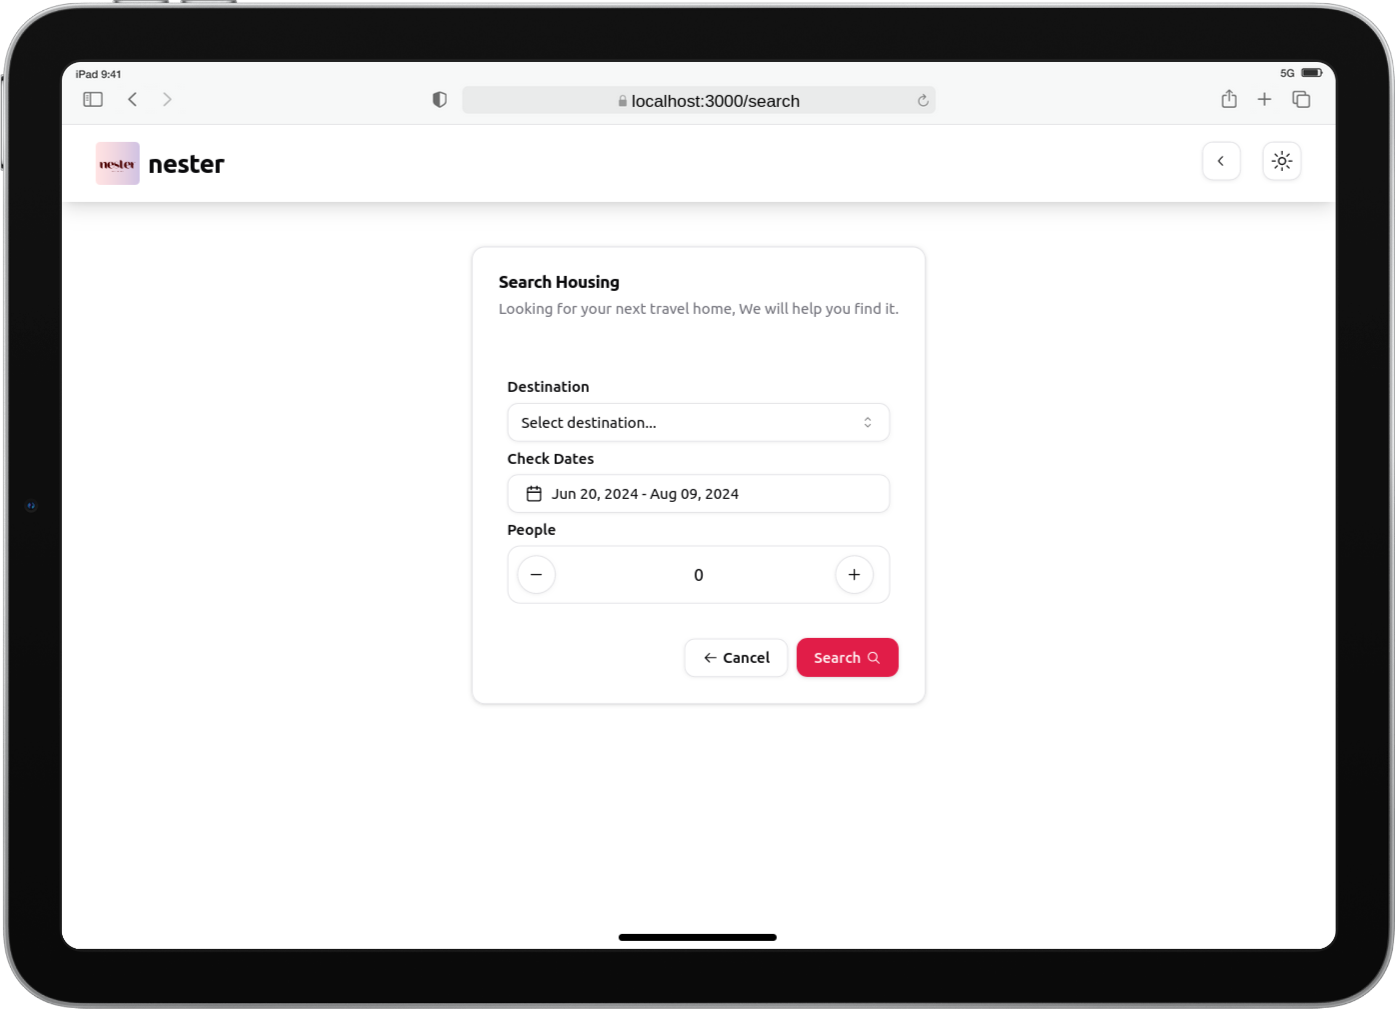 iPad 9:41
5G
localhost:3000/search
nester nester
Search Housing
Looking for your next travel home, We will help you find it.
Destination
Select destination...
Check Dates
Jun 20, 2024 - Aug 09, 2024
People
0
Cancel Search